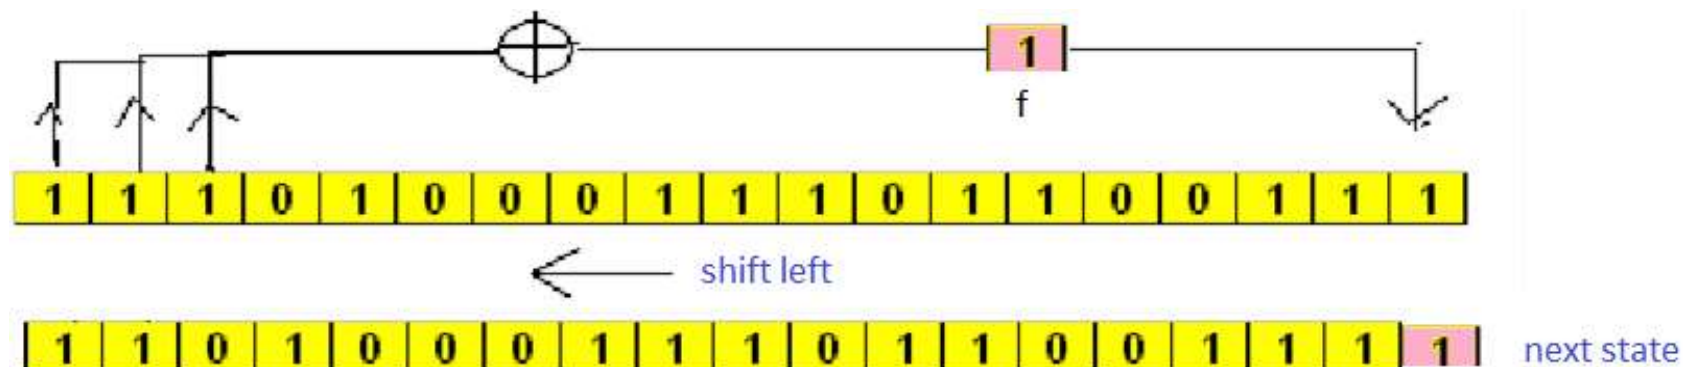 1
f
1 1 1 0 1 0 0 0 1 1 1 0 1 1 0 0 1 1 1
shift left
1 1 0 1 0 0 0 1 1 1 0 1 1 0 0 1 1 1 1 next state